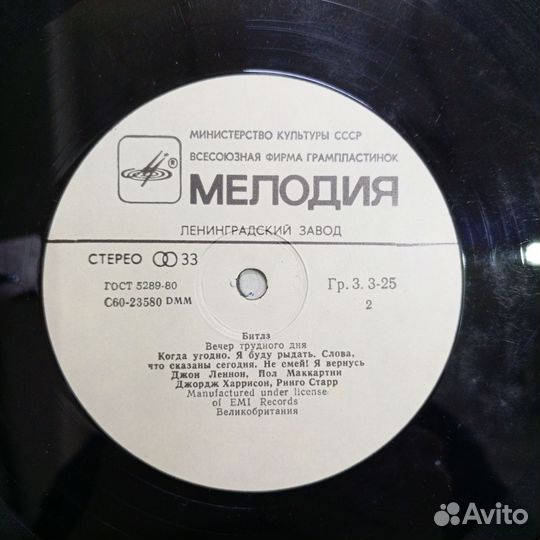 МИНИСТЕРСТВО КУЛЬТУРЫ СССР
ВСЕСОЮЗНАЯ ФИРМА ГРАМПЛАСТИНОК
®
МЕЛОДИЯ
ЛЕНИНГРАДСКИЙ ЗАВОД
СТЕРЕО 33
ГОСТ 5289-80
С60-23580 DMM
Гр. 3. 3-25
2
Битлз
Вечер трудного дня
Когда угодно. Я буду рыдать. Слова,
что сказаны сегодня. Не смей! Я вернусь
Джон Леннон, Пол Маккартни
Джордж Харрисон, Ринго Старр
Manufactured under license
of EMI Records
Великобритания
Avito